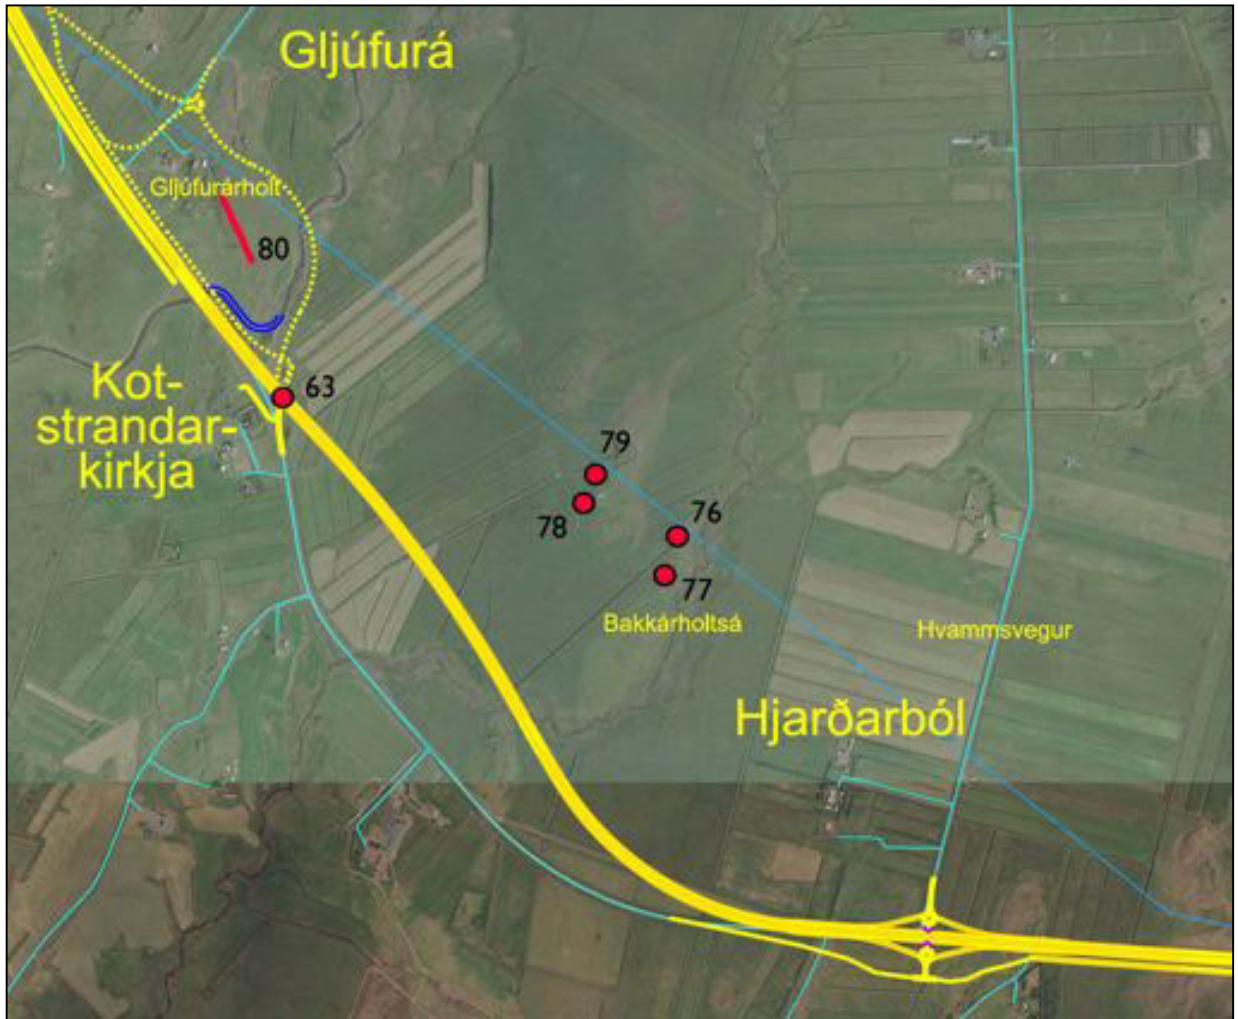 Gljúfurá
Gljúfurárholt
80
Kot-
strandar-
kirkja
63
79
78
76
77
Bakkárholtsá
Hvammsvegur
Hjarðarból